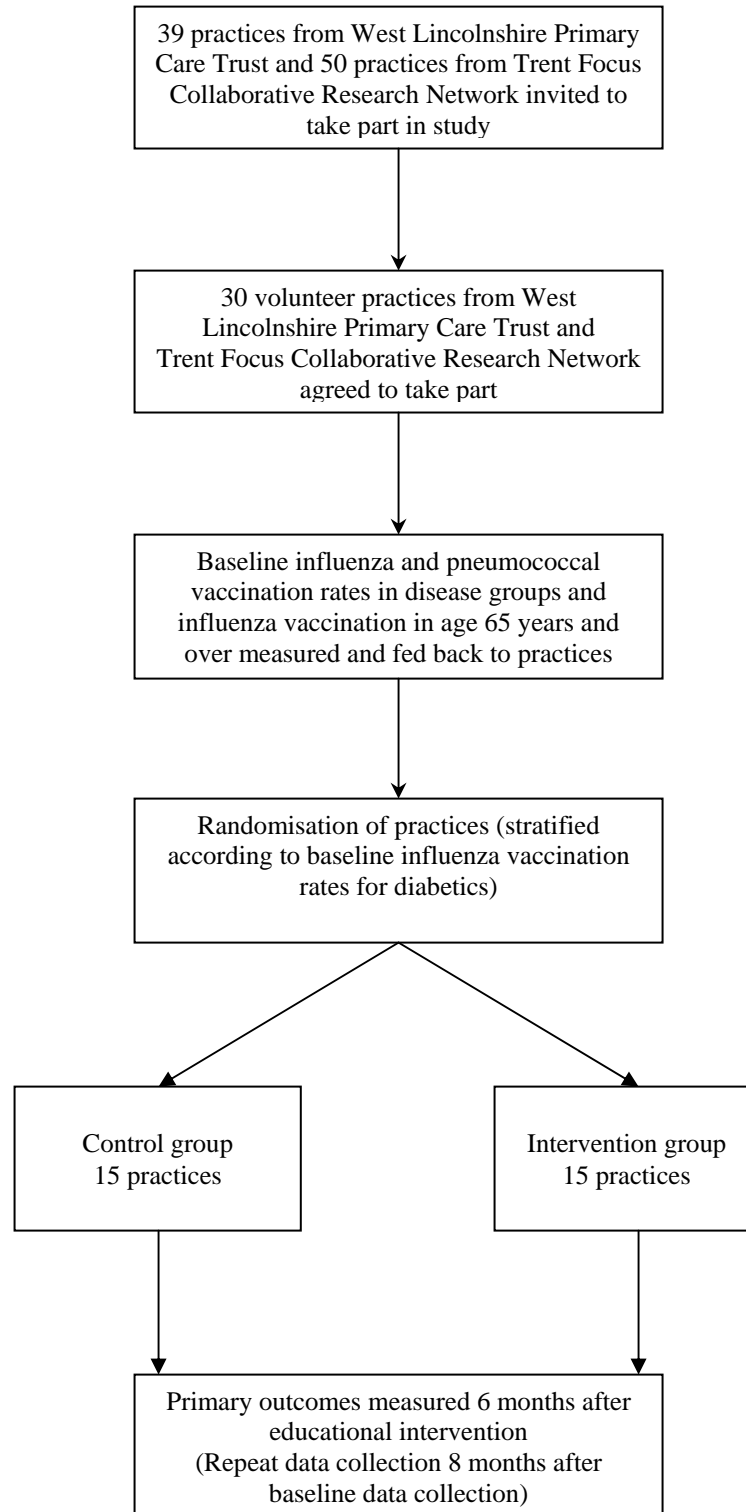 39 practices from West Lincolnshire Primary
Care Trust and 50 practices from Trent Focus
Collaborative Research Network invited to
take part in study
30 volunteer practices from West
Lincolnshire Primary Care Trust and
Trent Focus Collaborative Research Network
agreed to take part
Baseline influenza and pneumococcal
vaccination rates in disease groups and
influenza vaccination in age 65 years and
over measured and fed back to practices
Randomisation of practices (stratified
according to baseline influenza vaccination
rates for diabetics)
Control group
15 practices
Intervention group
15 practices
Primary outcomes measured 6 months after
educational intervention
(Repeat data collection 8 months after
baseline data collection)